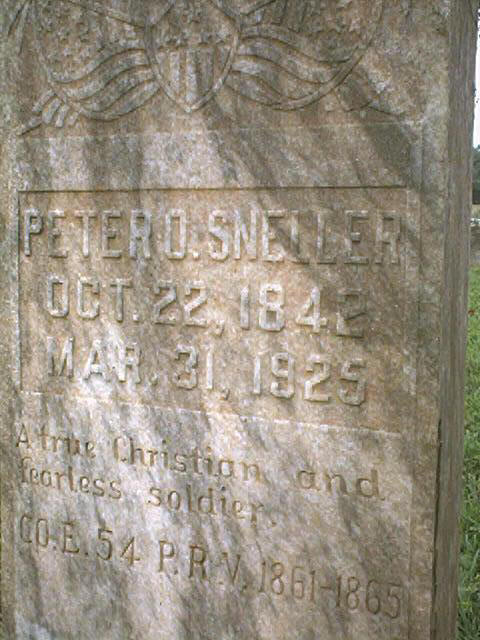 PETER O. SNELLER
OCT. 22, 1842
MAR. 31, 1925
A true Christian and
fearless soldier.
CO. E. 54 P.R.V. 1861-1865